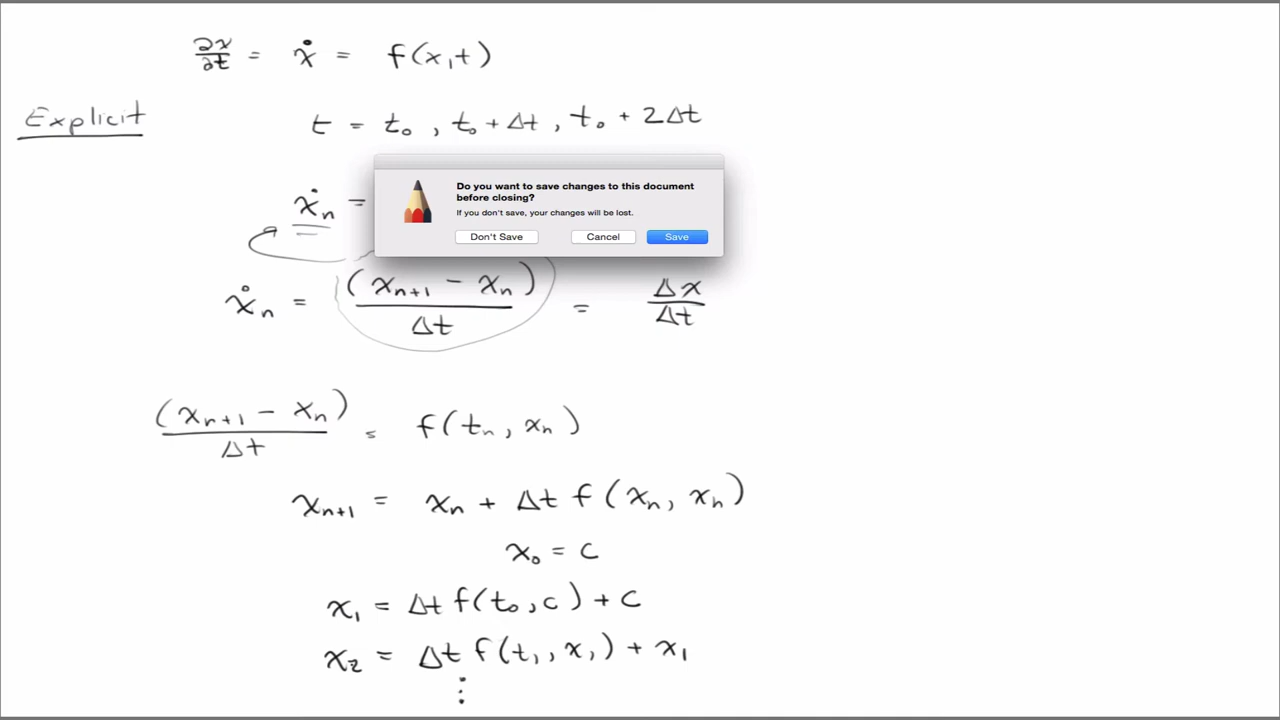 ∂x/∂t = ẋ = f(x,t)
Explicit
t = t₀ , t₀ + Δt , t₀ + 2Δt
Do you want to save changes to this document
before closing?
If you don't save, your changes will be lost.
Don't Save Cancel Save
ẋₙ =
ẋₙ = (xₙ₊₁ − xₙ)/Δt = Δx/Δt
(xₙ₊₁ − xₙ)/Δt = f(tₙ, xₙ)
xₙ₊₁ = xₙ + Δt f(xₙ, xₙ)
x₀ = c
x₁ = Δt f(t₀, c) + c
x₂ = Δt f(t₁, x₁) + x₁
⋮